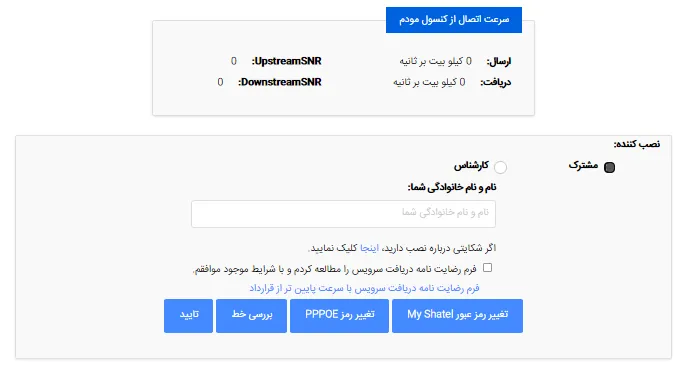 سرعت اتصال از کنسول مودم
ارسال: 0 کیلو بیت بر ثانیه UpstreamSNR: 0
دریافت: 0 کیلو بیت بر ثانیه DownstreamSNR: 0
نصب کننده:
مشترک کارشناس
نام و نام خانوادگی شما:
نام و نام خانوادگی شما
اگر شکایتی درباره نصب دارید، اینجا کلیک نمایید.
فرم رضایت نامه دریافت سرویس را مطالعه کردم و با شرایط موجود موافقم.
فرم رضایت نامه دریافت سرویس با سرعت پایین تر از قرارداد
تغییر رمز عبور My Shatel تغییر رمز PPPOE بررسی خط تایید